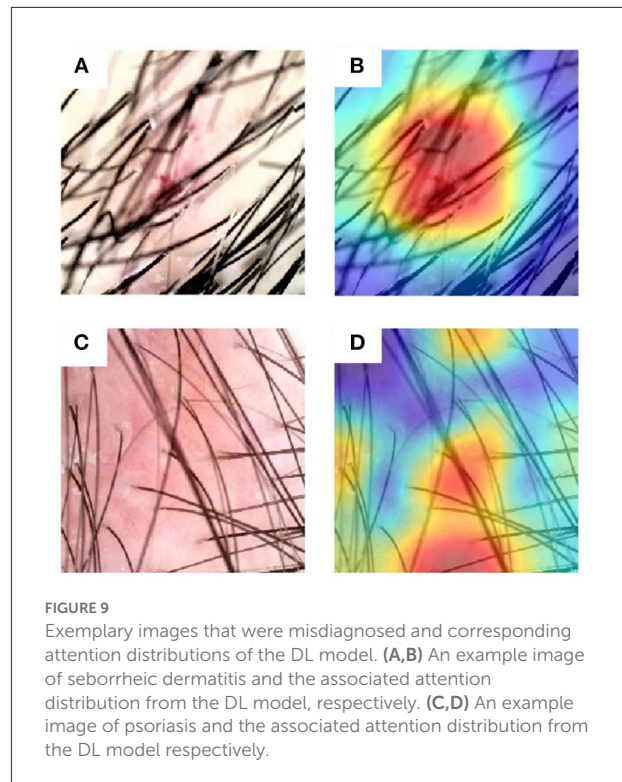 A
B
C
D
FIGURE 9
Exemplary images that were misdiagnosed and corresponding
attention distributions of the DL model. (A,B) An example image
of seborrheic dermatitis and the associated attention
distribution from the DL model, respectively. (C,D) An example
image of psoriasis and the associated attention distribution from
the DL model respectively.